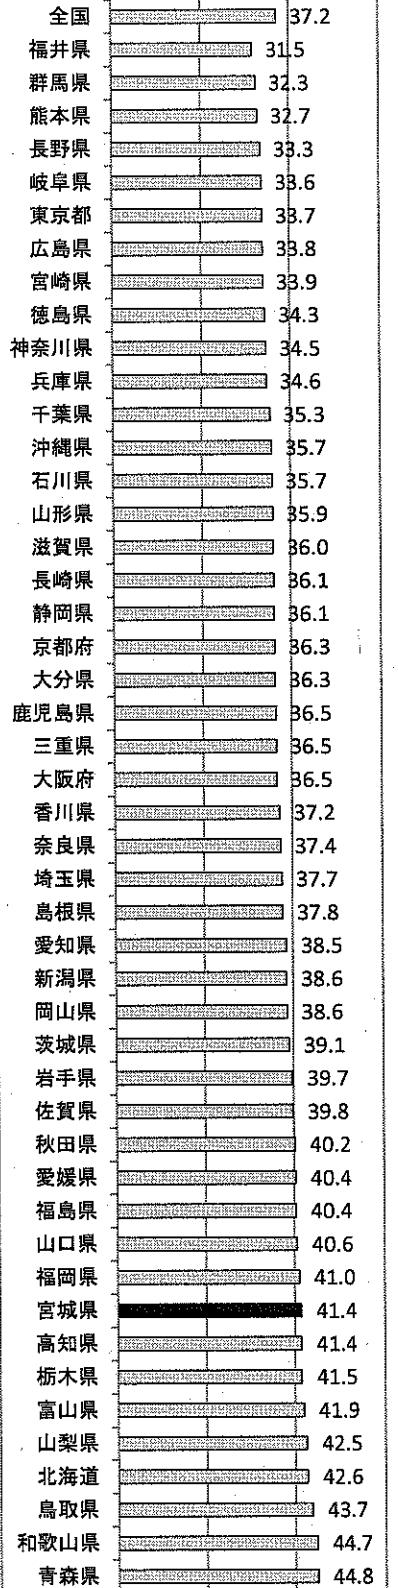 全国 37.2
福井県 31.5
群馬県 32.3
熊本県 32.7
長野県 33.3
岐阜県 33.6
東京都 33.7
広島県 33.8
宮崎県 33.9
徳島県 34.3
神奈川県 34.5
兵庫県 34.6
千葉県 35.3
沖縄県 35.7
石川県 35.7
山形県 35.9
滋賀県 36.0
長崎県 36.1
静岡県 36.1
京都府 36.3
大分県 36.3
鹿児島県 36.5
三重県 36.5
大阪府 36.5
香川県 37.2
奈良県 37.4
埼玉県 37.7
島根県 37.8
愛知県 38.5
新潟県 38.6
岡山県 38.6
茨城県 39.1
岩手県 39.7
佐賀県 39.8
秋田県 40.2
愛媛県 40.4
福島県 40.4
山口県 40.6
福岡県 41.0
宮城県 41.4
高知県 41.4
栃木県 41.5
富山県 41.9
山梨県 42.5
北海道 42.6
鳥取県 43.7
和歌山県 44.7
青森県 44.8